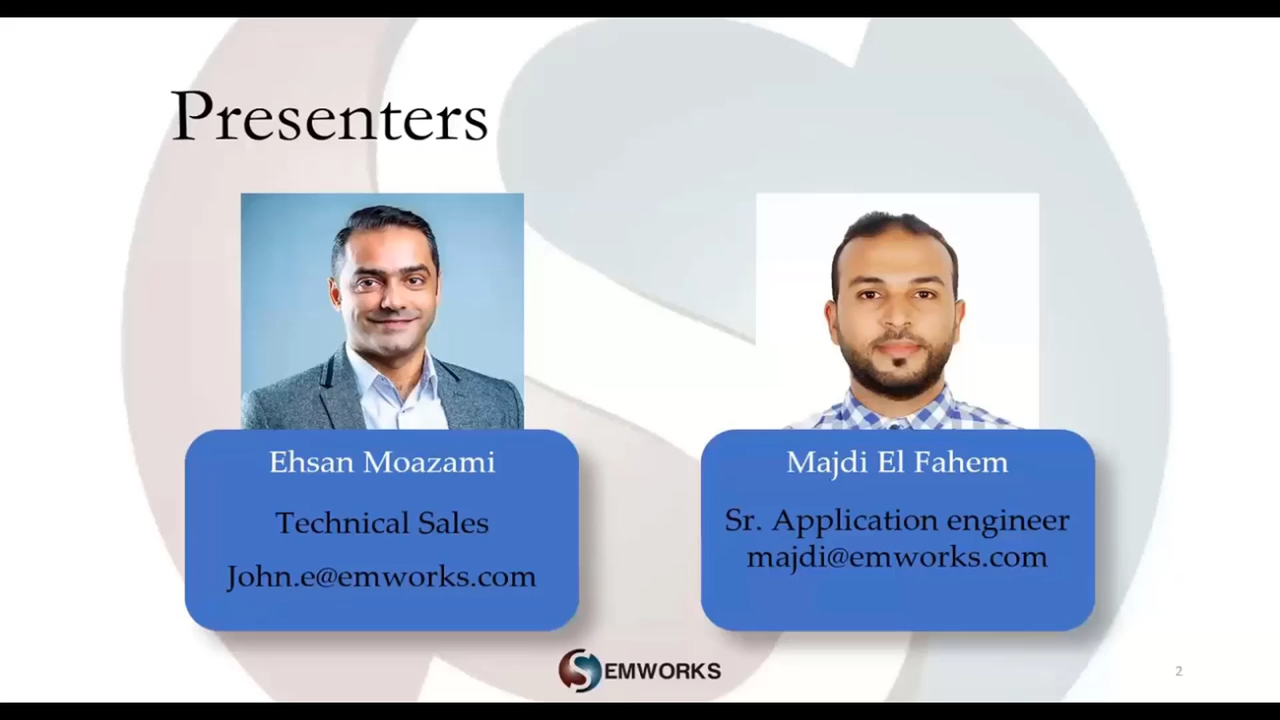 Presenters
Ehsan Moazami
Technical Sales
John.e@emworks.com
Majdi El Fahem
Sr. Application engineer
majdi@emworks.com
EMWORKS
2